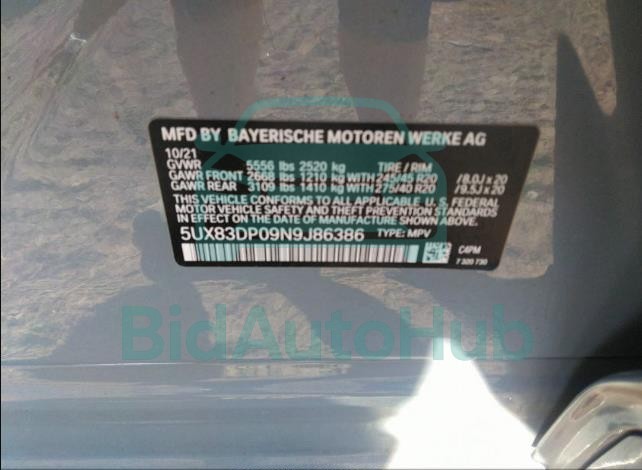 MFD BY BAYERISCHE MOTOREN WERKE AG
10/21
GVWR 5556 lbs 2520 kg TIRE / RIM
GAWR FRONT 2668 lbs 1210 kg WITH 245/45 R20 /8.0J x 20
GAWR REAR 3109 lbs 1410 kg WITH 275/40 R20 /9.5J x 20
THIS VEHICLE CONFORMS TO ALL APPLICABLE U. S. FEDERAL
MOTOR VEHICLE SAFETY AND THEFT PREVENTION STANDARDS
IN EFFECT ON THE DATE OF MANUFACTURE SHOWN ABOVE.
5UX83DP09N9J86386 TYPE: MPV
C4PM
7 320 730
BidAutoHub